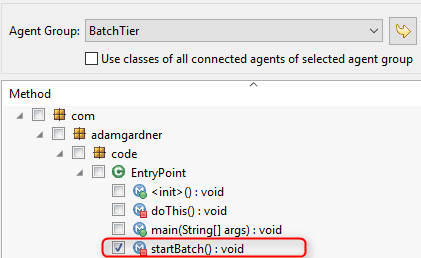 Agent Group: BatchTier
Use classes of all connected agents of selected agent group
Method
com
adamgardner
code
EntryPoint
<init>() : void
doThis() : void
main(String[] args) : void
startBatch() : void